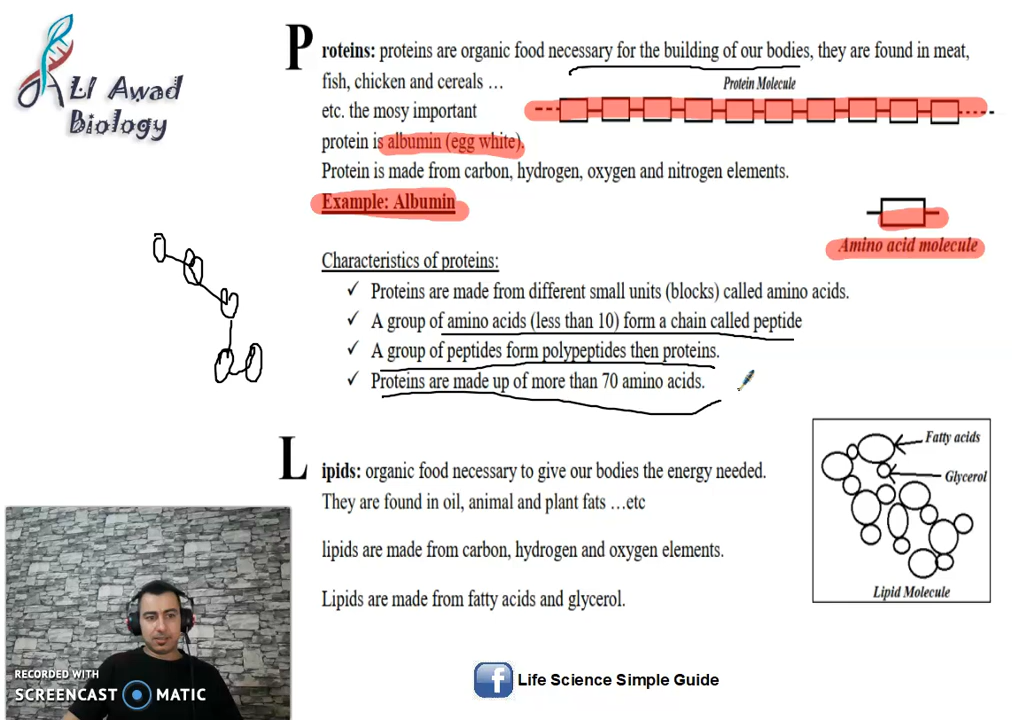 LI Awad
Biology
Proteins: proteins are organic food necessary for the building of our bodies, they are found in meat,
fish, chicken and cereals …
Protein Molecule
etc. the mosy important
protein is albumin (egg white).
Protein is made from carbon, hydrogen, oxygen and nitrogen elements.
Example: Albumin
Amino acid molecule
Characteristics of proteins:
✓ Proteins are made from different small units (blocks) called amino acids.
✓ A group of amino acids (less than 10) form a chain called peptide
✓ A group of peptides form polypeptides then proteins.
✓ Proteins are made up of more than 70 amino acids.
Lipids: organic food necessary to give our bodies the energy needed.
They are found in oil, animal and plant fats …etc
lipids are made from carbon, hydrogen and oxygen elements.
Lipids are made from fatty acids and glycerol.
Fatty acids
Glycerol
Lipid Molecule
RECORDED WITH
SCREENCAST MATIC
f Life Science Simple Guide